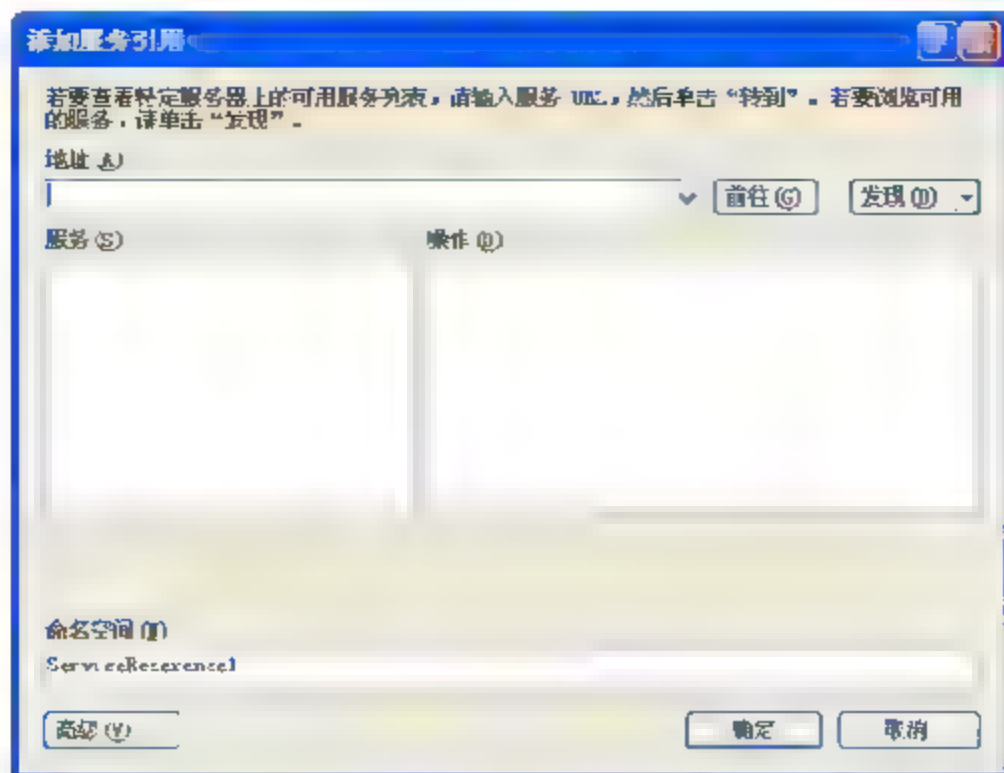 添加服务引用
若要查看特定服务器上的可用服务列表，请输入服务 URL，然后单击“转到”。若要浏览可用
的服务，请单击“发现”。
地址(A)
前往(G) 发现(D)
服务(S) 操作(O)
命名空间(N)
ServiceReference1
高级(V) 确定 取消